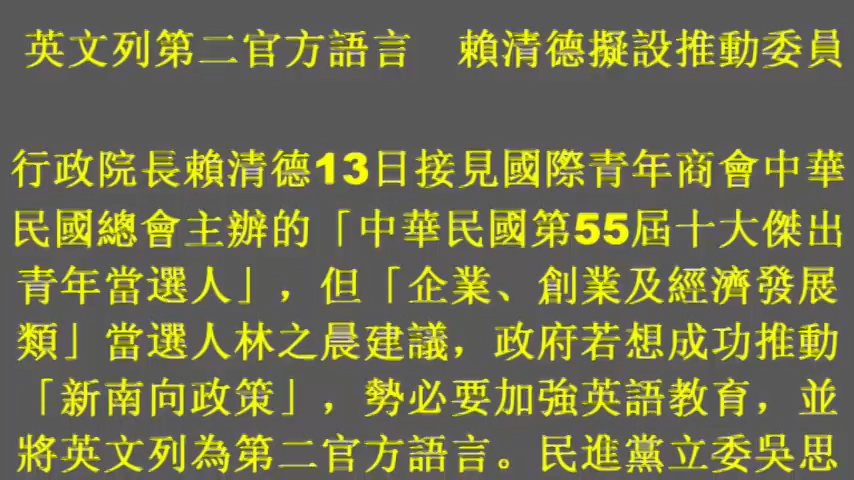 英文列第二官方語言　賴清德擬設推動委員
行政院長賴清德13日接見國際青年商會中華
民國總會主辦的「中華民國第55屆十大傑出
青年當選人」，但「企業、創業及經濟發展
類」當選人林之晨建議，政府若想成功推動
「新南向政策」，勢必要加強英語教育，並
將英文列為第二官方語言。民進黨立委吳思